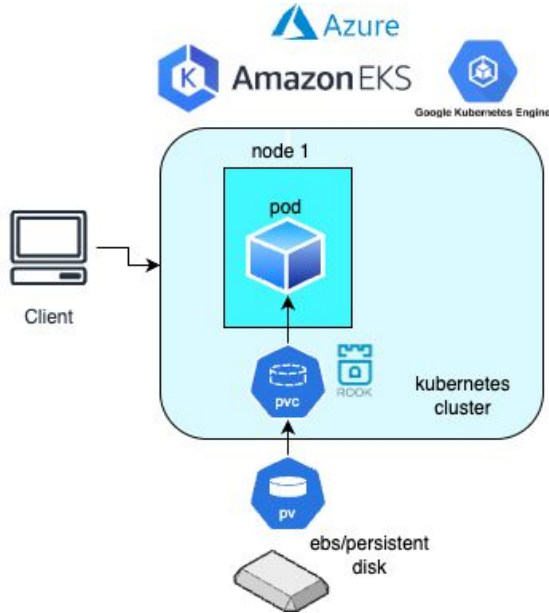 Azure
K
Amazon EKS
Google Kubernetes Engine
node 1
pod
Client
pvc
ROOK
kubernetes
cluster
pv
ebs/persistent
disk